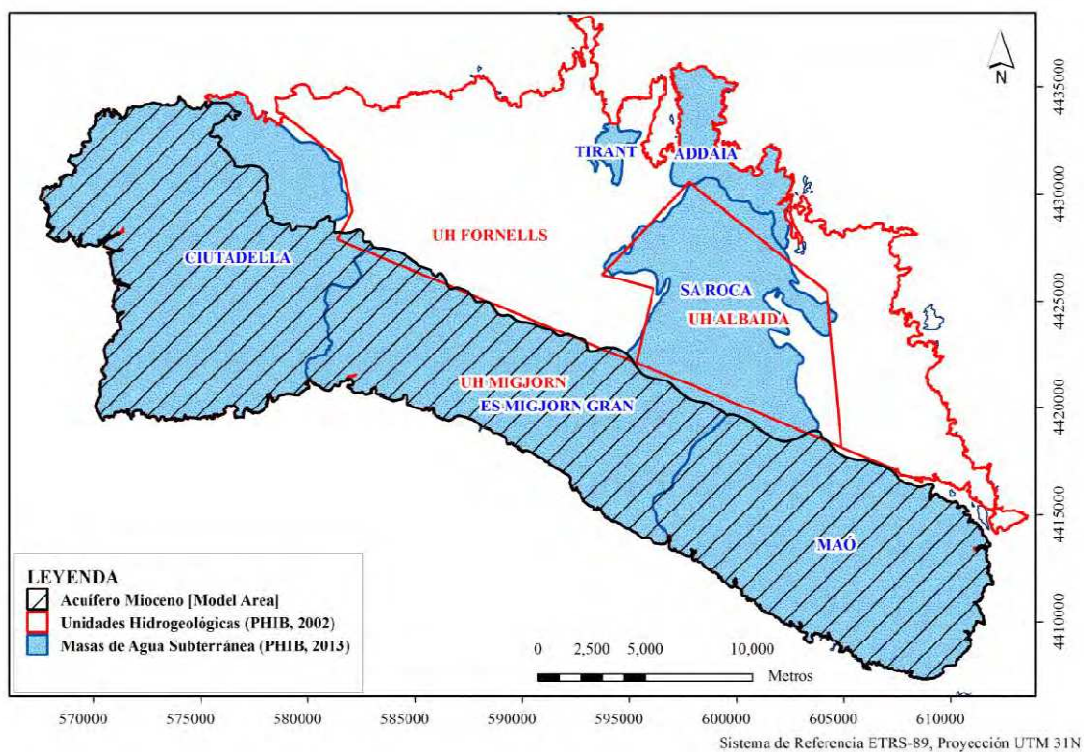 N
TIRANT
ADDAIA
UH FORNELLS
CIUTADELLA
SA ROCA
UH ALBAIDA
UH MIGJORN
ES MIGJORN GRAN
MAÓ
LEYENDA
Acuífero Mioceno [Model Area]
Unidades Hidrogeológicas (PHIB, 2002)
Masas de Agua Subterránea (PHIB, 2013)
0 2,500 5,000 10,000
Metros
4435000
4430000
4425000
4420000
4415000
4410000
570000 575000 580000 585000 590000 595000 600000 605000 610000
Sistema de Referencia ETRS-89, Proyección UTM 31N